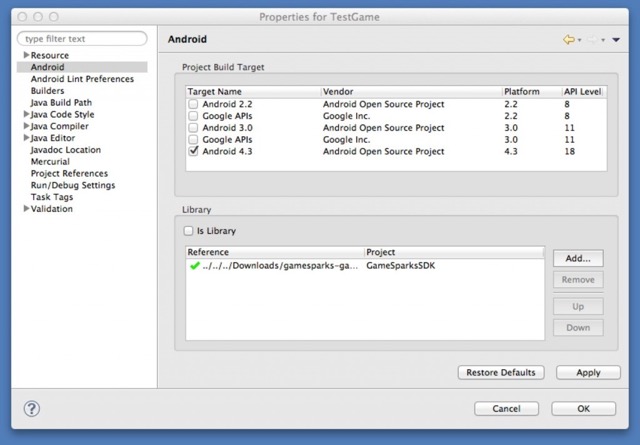 Properties for TestGame
type filter text
Resource
Android
Android Lint Preferences
Builders
Java Build Path
Java Code Style
Java Compiler
Java Editor
Javadoc Location
Mercurial
Project References
Run/Debug Settings
Task Tags
Validation
Android
Project Build Target
Target Name Vendor Platform API Level
Android 2.2 Android Open Source Project 2.2 8
Google APIs Google Inc. 2.2 8
Android 3.0 Android Open Source Project 3.0 11
Google APIs Google Inc. 3.0 11
Android 4.3 Android Open Source Project 4.3 18
Library
Is Library
Reference Project
../../../Downloads/gamesparks-ga... GameSparksSDK
Add...
Remove
Up
Down
Restore Defaults Apply
? Cancel OK